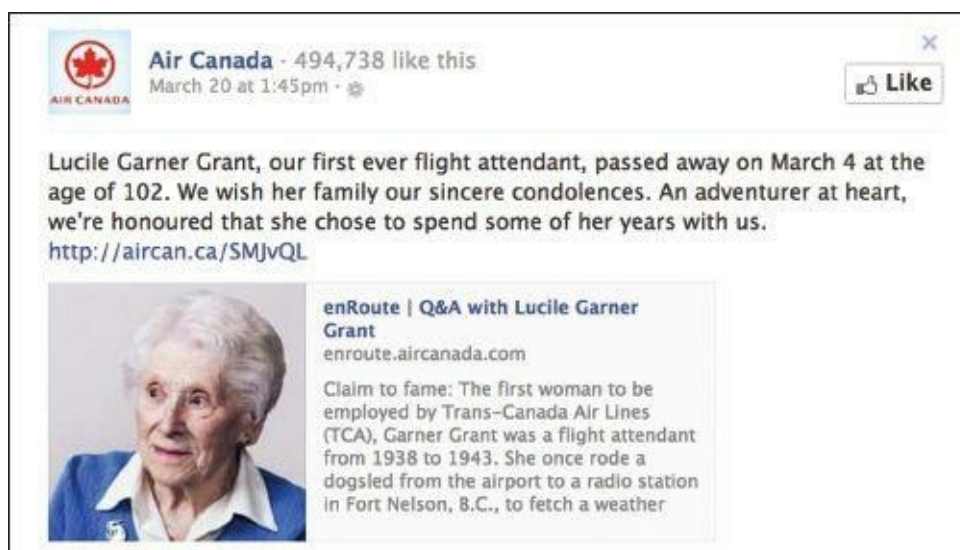 Air Canada · 494,738 like this
March 20 at 1:45pm ·
AIR CANADA
Like
Lucile Garner Grant, our first ever flight attendant, passed away on March 4 at the
age of 102. We wish her family our sincere condolences. An adventurer at heart,
we're honoured that she chose to spend some of her years with us.
http://aircan.ca/SMJvQL
enRoute | Q&A with Lucile Garner
Grant
enroute.aircanada.com
Claim to fame: The first woman to be
employed by Trans-Canada Air Lines
(TCA), Garner Grant was a flight attendant
from 1938 to 1943. She once rode a
dogsled from the airport to a radio station
in Fort Nelson, B.C., to fetch a weather